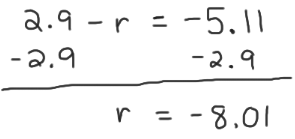 2.9 - r = -5.11
-2.9 -2.9
r = -8.01